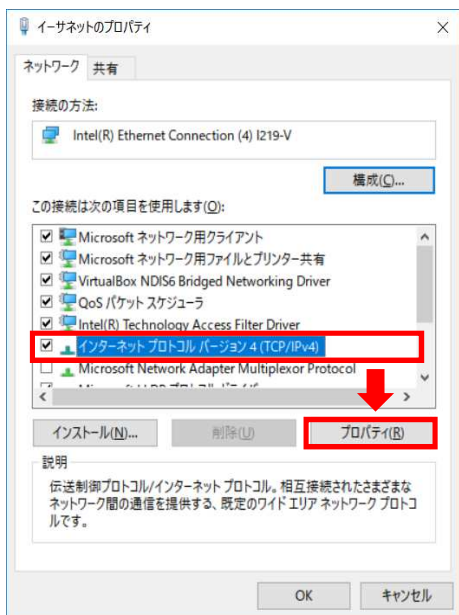 イーサネットのプロパティ
ネットワーク 共有
接続の方法:
Intel(R) Ethernet Connection (4) I219-V
構成(C)...
この接続は次の項目を使用します(O):
Microsoft ネットワーク用クライアント
Microsoft ネットワーク用ファイルとプリンター共有
VirtualBox NDIS6 Bridged Networking Driver
QoS パケット スケジューラ
Intel(R) Technology Access Filter Driver
インターネット プロトコル バージョン 4 (TCP/IPv4)
Microsoft Network Adapter Multiplexor Protocol
インストール(N)... 削除(U) プロパティ(R)
説明
伝送制御プロトコル/インターネット プロトコル。相互接続されたさまざまな
ネットワーク間の通信を提供する、既定のワイド エリア ネットワーク プロトコ
ルです。
OK キャンセル